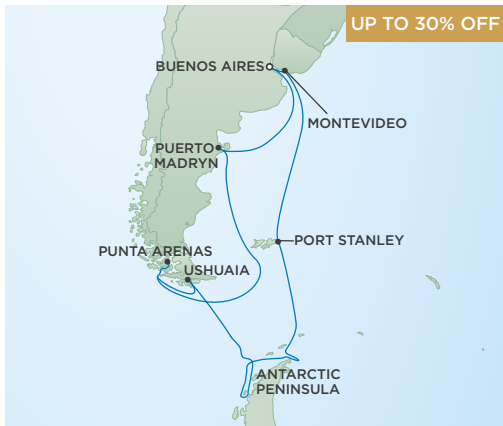 UP TO 30% OFF
BUENOS AIRES
MONTEVIDEO
PUERTO
MADRYN
PORT STANLEY
PUNTA ARENAS
USHUAIA
ANTARCTIC
PENINSULA